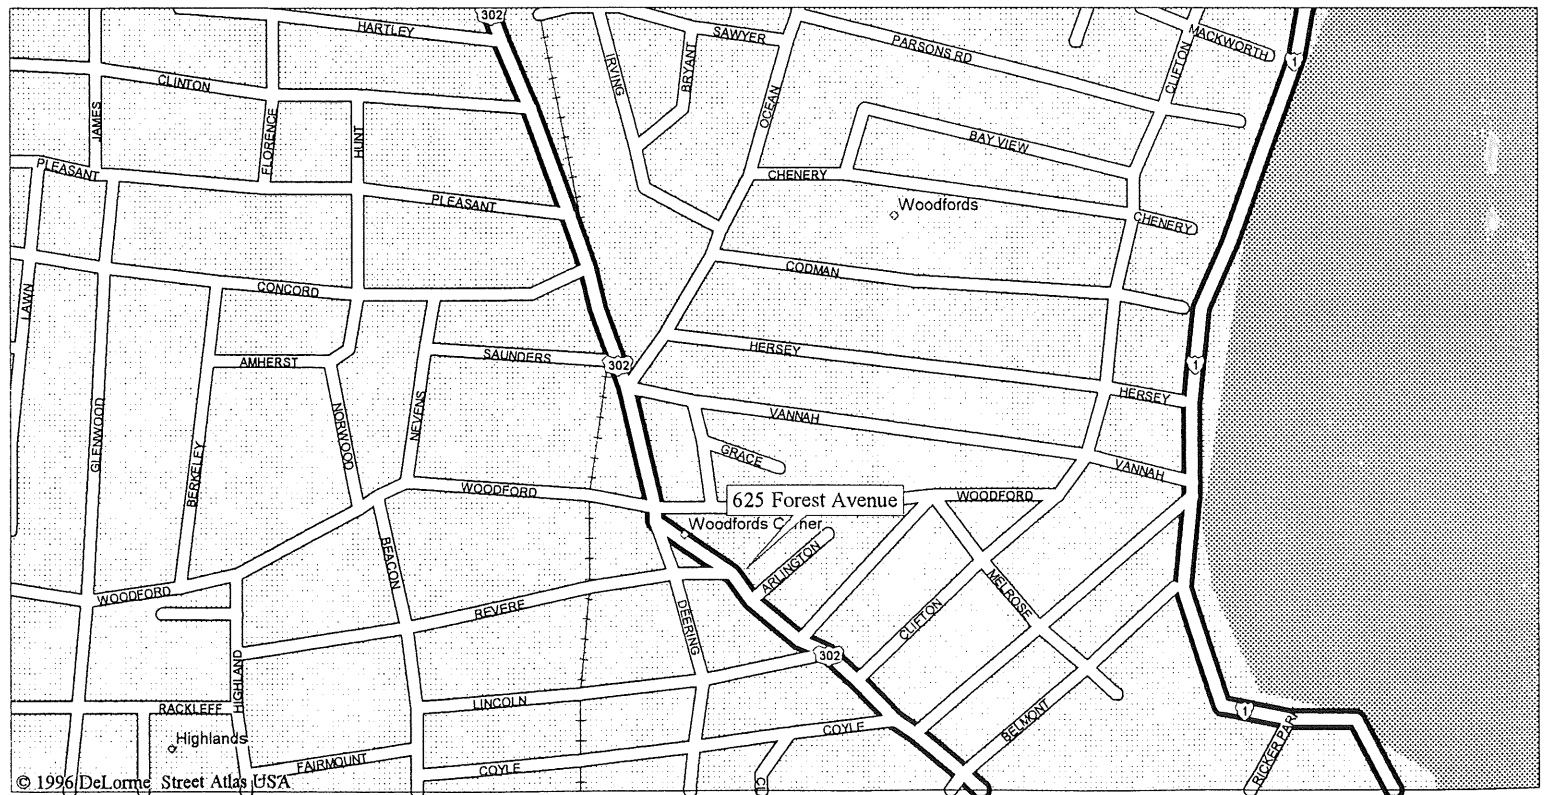 302
HARTLEY
SAWYER
PARSONS RD
MACKWORTH
1
IRVING
BRYANT
CLIFTON
CLINTON
OCEAN
JAMES
FLORENCE
HUNT
BAY VIEW
PLEASANT
CHENERY
PLEASANT
Woodfords
CHENERY
CODMAN
LAWN
CONCORD
HERSEY
SAUNDERS
302
1
AMHERST
HERSEY
GLENWOOD
NORWOOD
NEVENS
VANNAH
BERKELEY
GRACE
VANNAH
WOODFORD
625 Forest Avenue
WOODFORD
Woodfords C rner
BEACON
ARLINGTON
WOODFORD
MELROSE
REVERE
CLIFTON
DEERING
302
HIGHLAND
LINCOLN
RACKLEFF
1
COYLE
BELMONT
Highlands
RICKER PARK
FAIRMOUNT
COYLE
© 1996 DeLorme Street Atlas USA